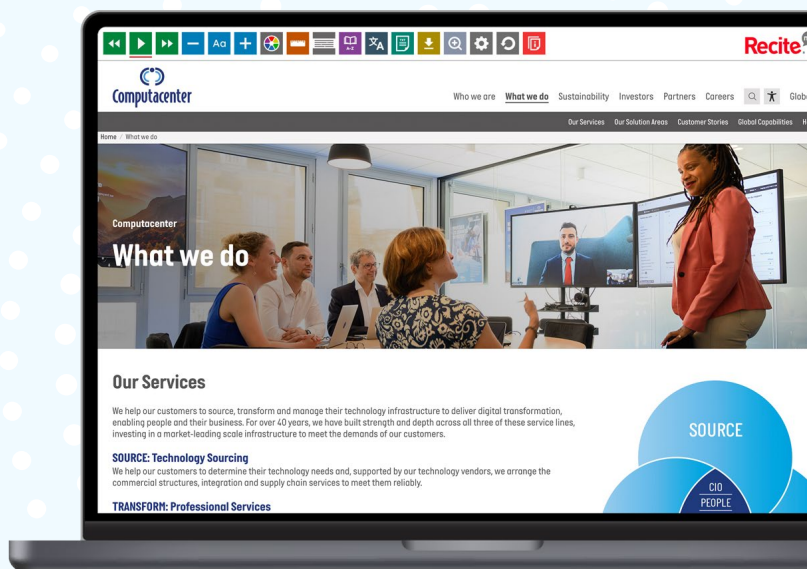 Aa
A-Z
Recite
Computacenter
Who we are What we do Sustainability Investors Partners Careers
Our Services Our Solution Areas Customer Stories Global Capabilities
Home / What we do
Computacenter
What we do
Our Services
We help our customers to source, transform and manage their technology infrastructure to deliver digital transformation,
enabling people and their business. For over 40 years, we have built strength and depth across all three of these service lines,
investing in a market-leading scale infrastructure to meet the demands of our customers.
SOURCE: Technology Sourcing
We help our customers to determine their technology needs and, supported by our technology vendors, we arrange the
commercial structures, integration and supply chain services to meet them reliably.
TRANSFORM: Professional Services
SOURCE
CIO
PEOPLE